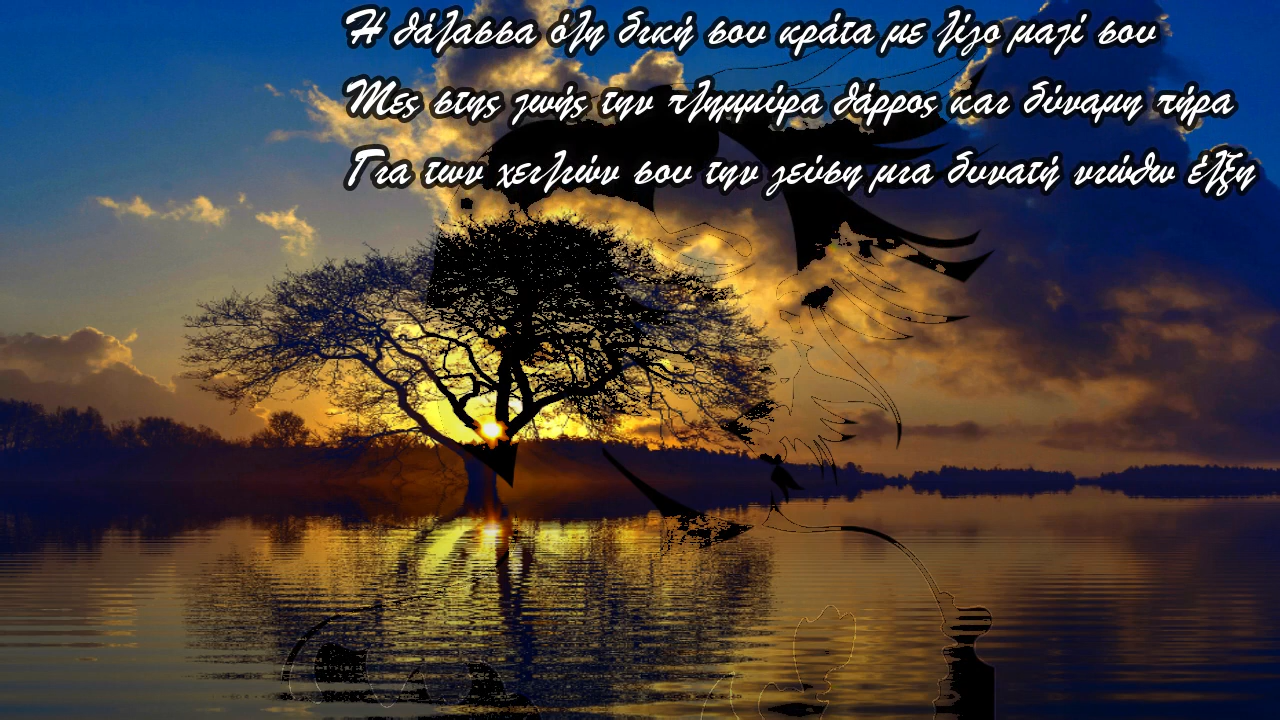 Η θάλασσα όλη δική σου κράτα με λίγο μαζί σου
Μες στης ζωής την πλημμύρα θάρρος και δύναμη πήρα
Για των χειλιών σου την γεύση μια δυνατή νιώθω έλξη